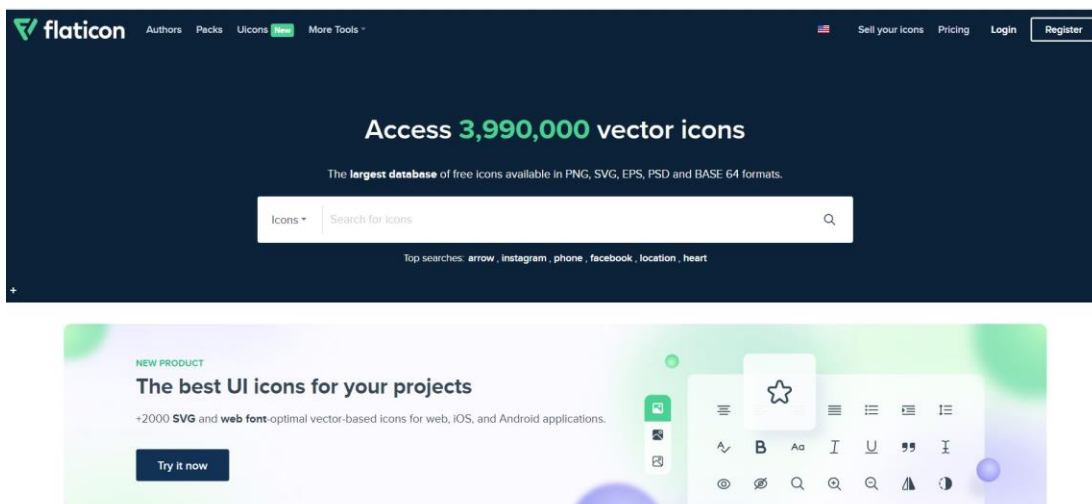 flaticon Authors Packs Uicons New More Tools Sell your icons Pricing Login Register
Access 3,990,000 vector icons
The largest database of free icons available in PNG, SVG, EPS, PSD and BASE 64 formats.
Icons Search for icons
Top searches: arrow , instagram , phone , facebook , location , heart
+
NEW PRODUCT
The best UI icons for your projects
+2000 SVG and web font-optimal vector-based icons for web, iOS, and Android applications.
Try it now
B Aa I U